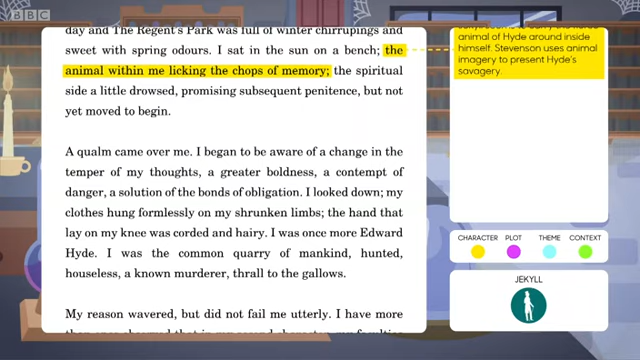 BBC
day and The Regent's Park was full of winter chirrupings and
sweet with spring odours. I sat in the sun on a bench; the
animal within me licking the chops of memory; the spiritual
side a little drowsed, promising subsequent penitence, but not
yet moved to begin.
A qualm came over me. I began to be aware of a change in the
temper of my thoughts, a greater boldness, a contempt of
danger, a solution of the bonds of obligation. I looked down; my
clothes hung formlessly on my shrunken limbs; the hand that
lay on my knee was corded and hairy. I was once more Edward
Hyde. I was the common quarry of mankind, hunted,
houseless, a known murderer, thrall to the gallows.
My reason wavered, but did not fail me utterly. I have more
animal of Hyde around inside
himself. Stevenson uses animal
imagery to present Hyde's
savagery.
CHARACTER PLOT THEME CONTEXT
JEKYLL